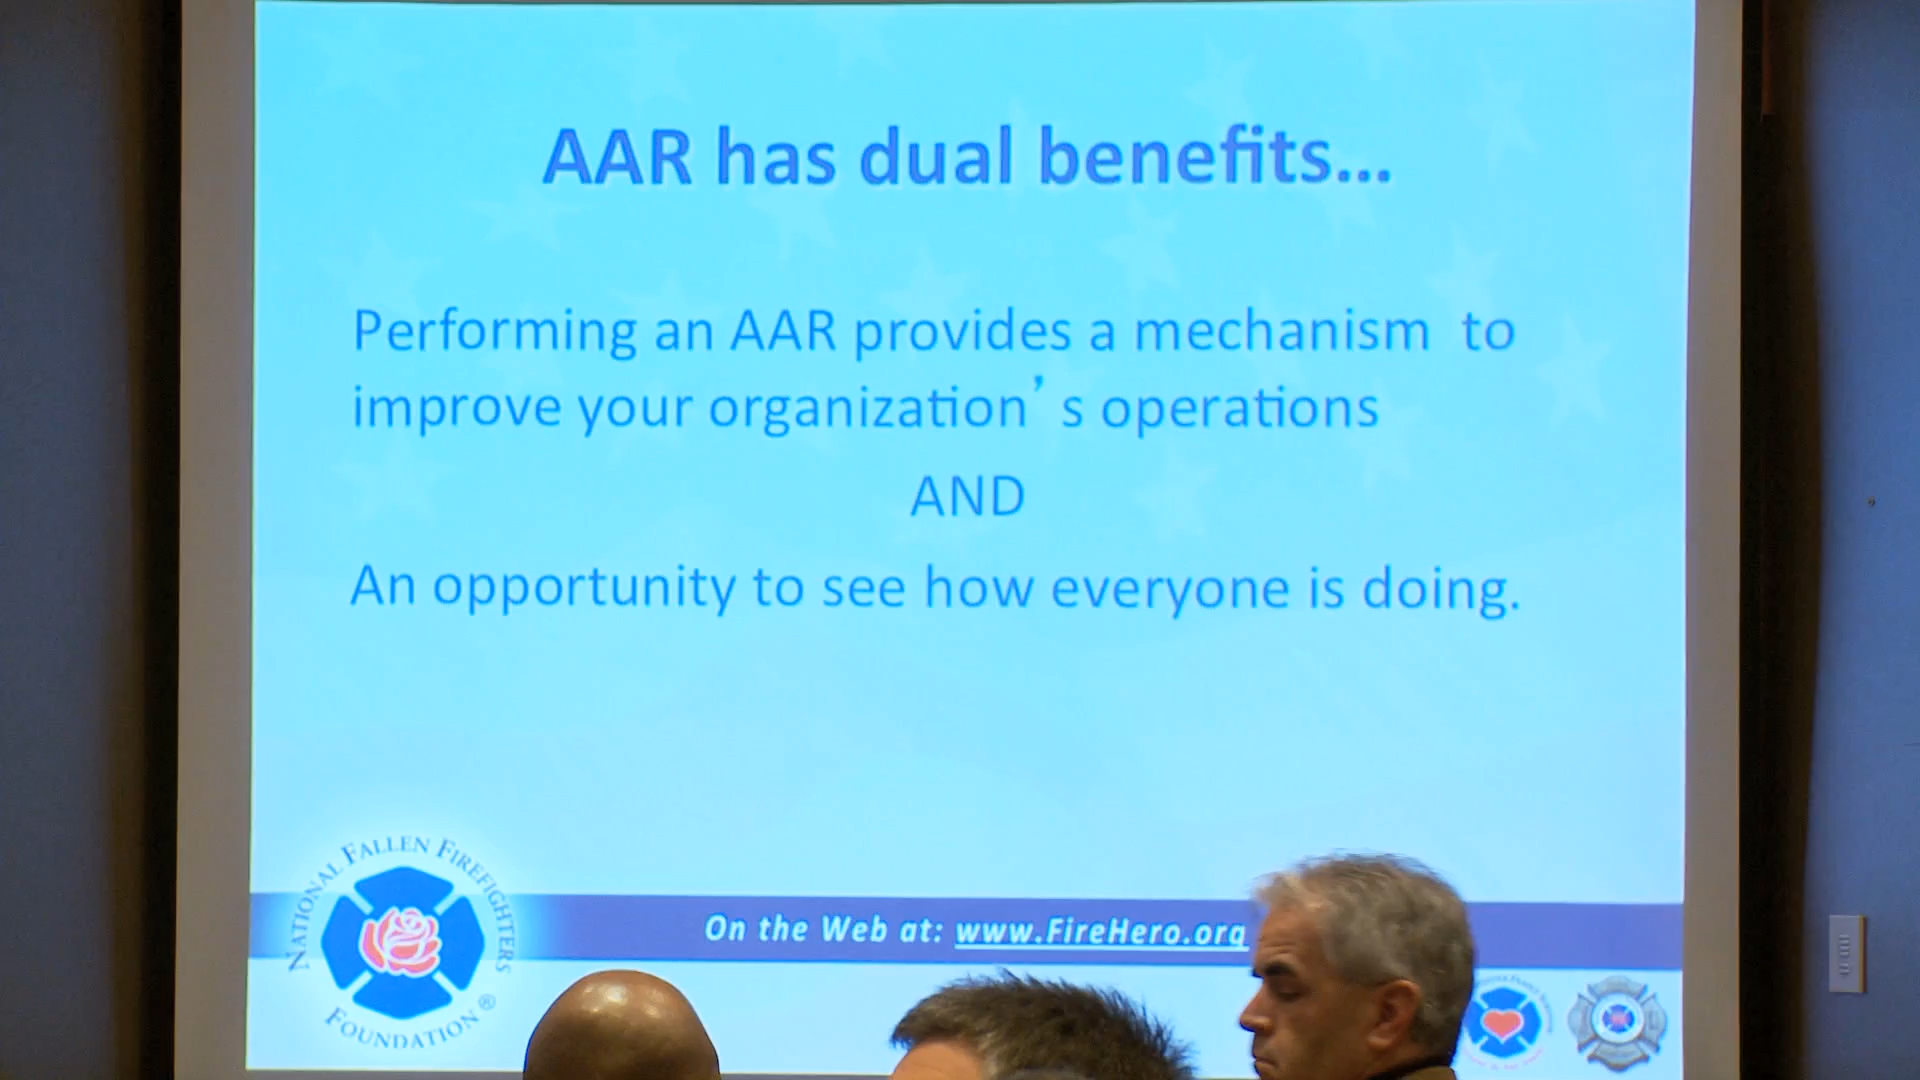 AAR has dual benefits...
Performing an AAR provides a mechanism to
improve your organization’s operations
AND
An opportunity to see how everyone is doing.
NATIONAL FALLEN FIREFIGHTERS
FOUNDATION ®
On the Web at: www.FireHero.org